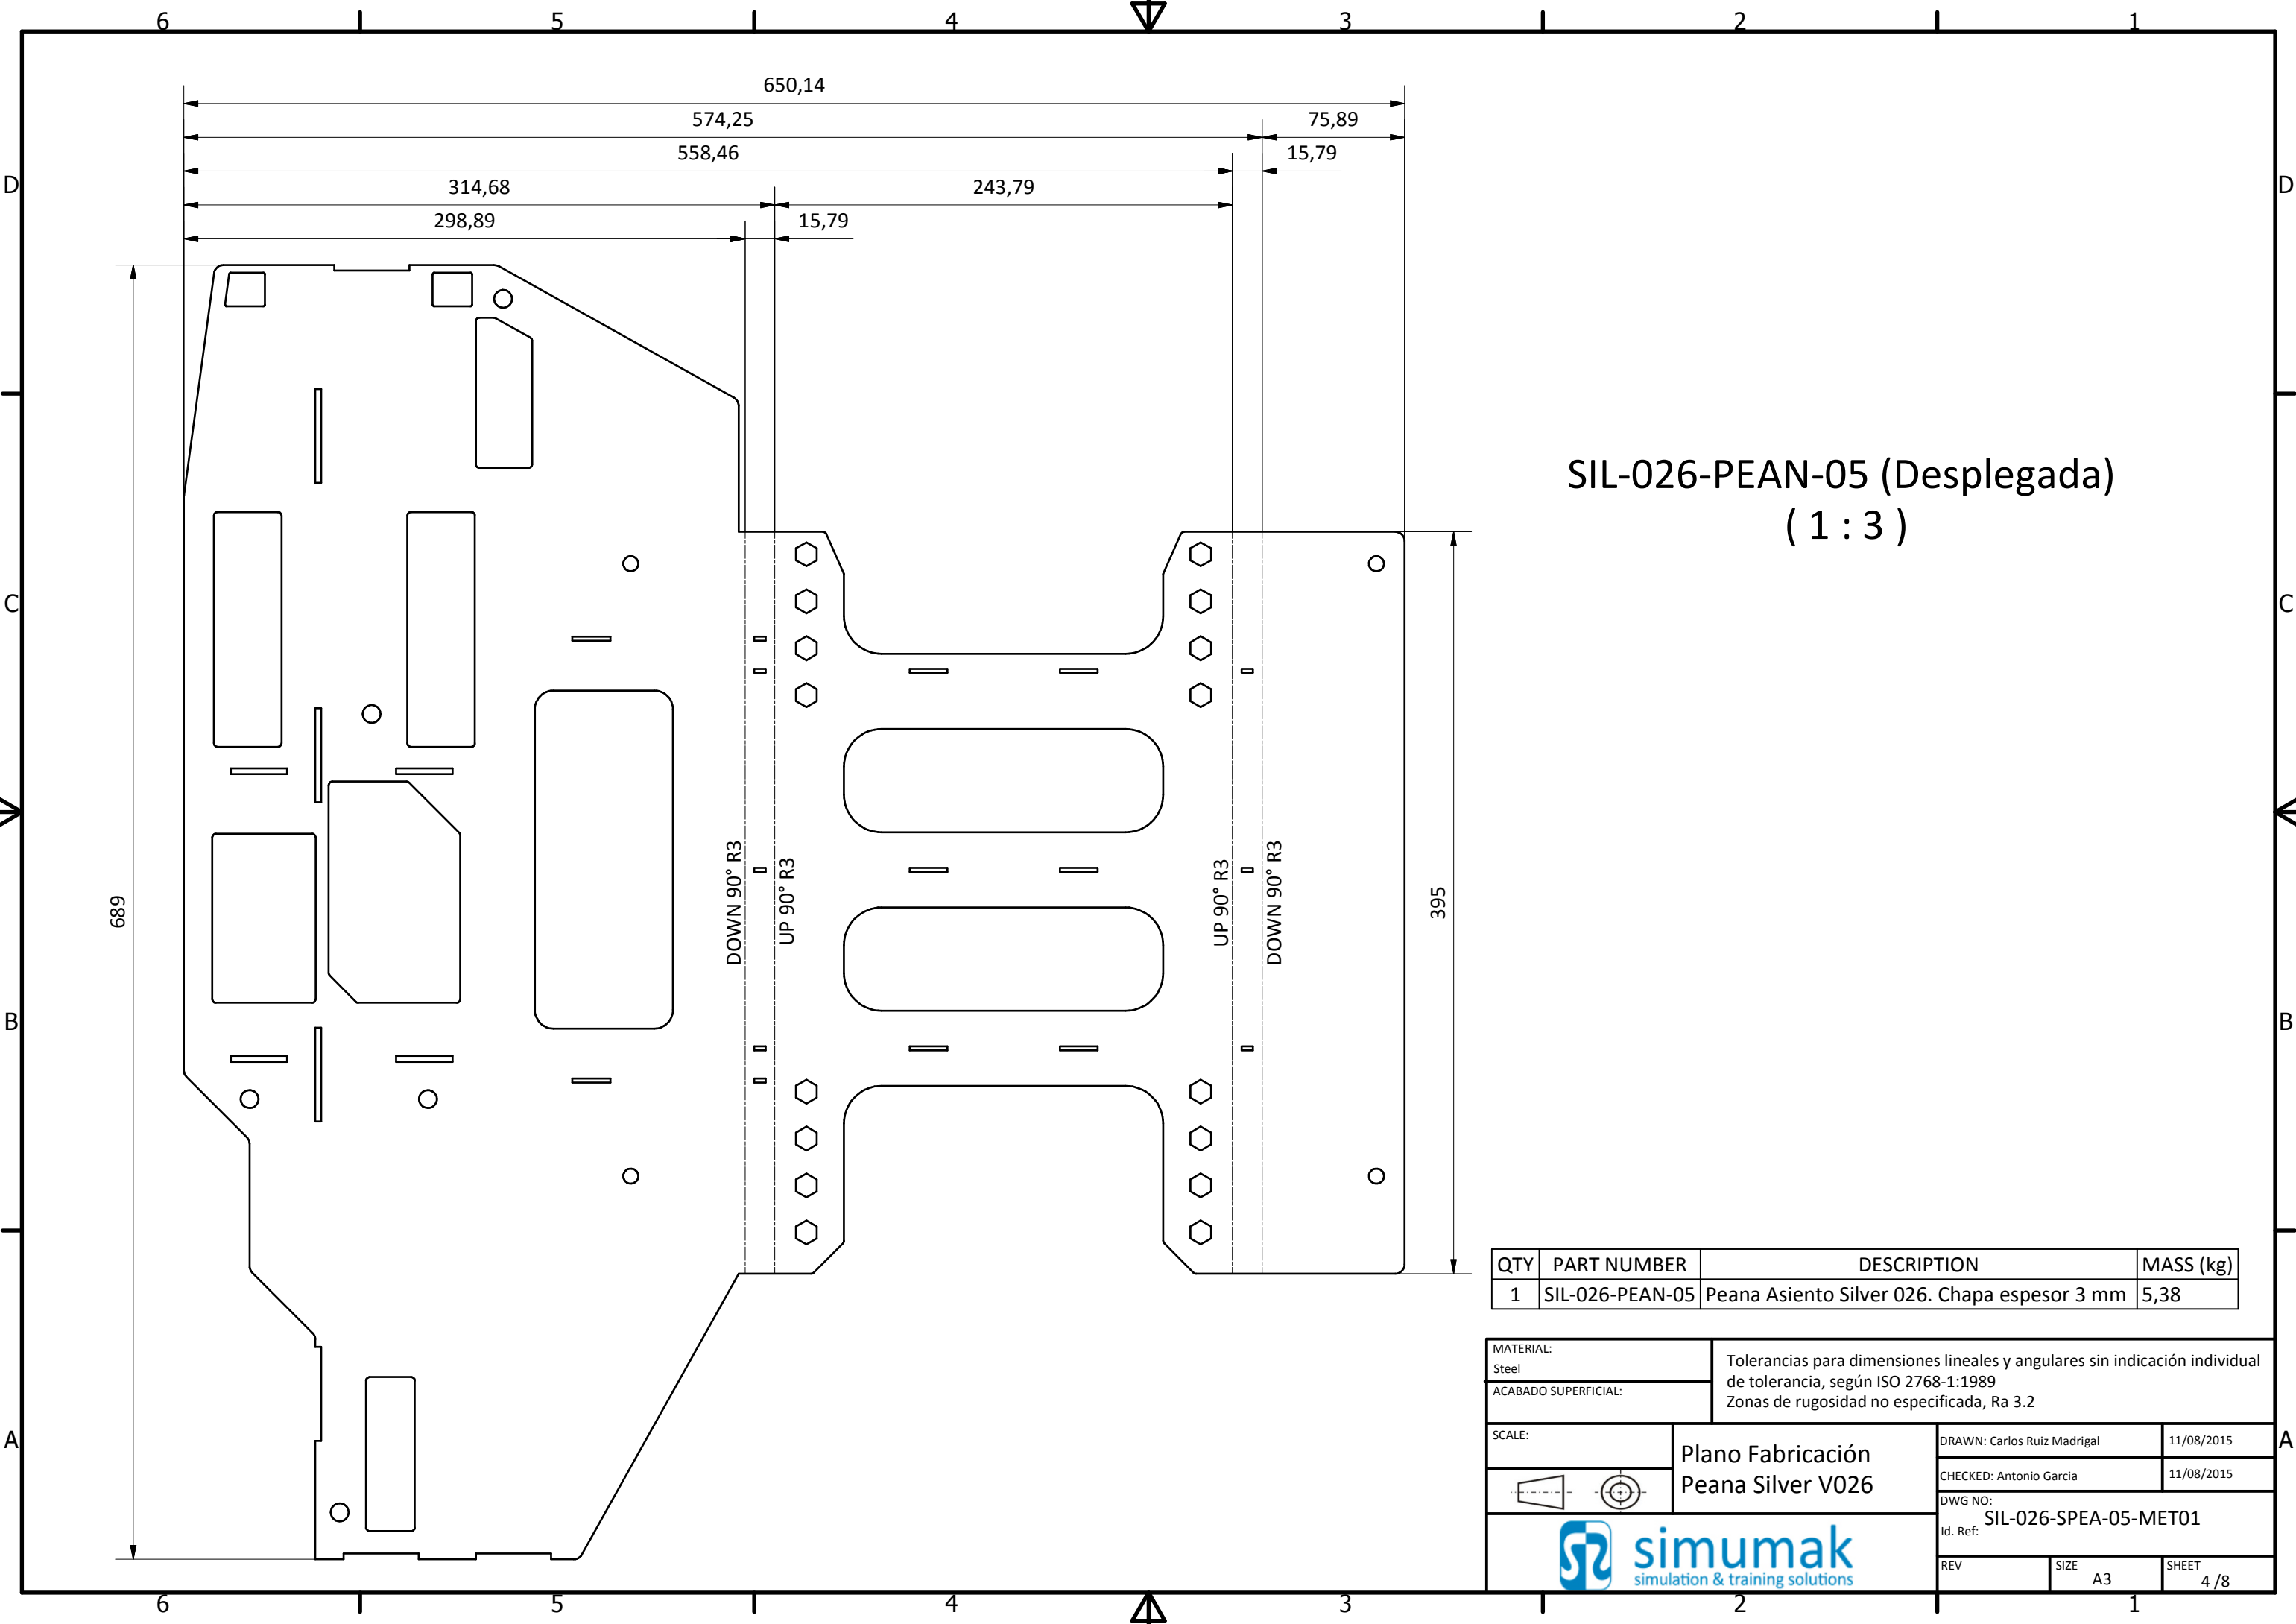 6 5 4 3 2 1
650,14
574,25 75,89
558,46 15,79
314,68 243,79
298,89 15,79
D D
SIL-026-PEAN-05 (Desplegada)
( 1 : 3 )
C C
689
DOWN 90° R3
UP 90° R3
UP 90° R3
DOWN 90° R3
395
B B
QTY PART NUMBER DESCRIPTION MASS (kg)
1 SIL-026-PEAN-05 Peana Asiento Silver 026. Chapa espesor 3 mm 5,38
MATERIAL:
Steel
ACABADO SUPERFICIAL:
Tolerancias para dimensiones lineales y angulares sin indicación individual
de tolerancia, según ISO 2768-1:1989
Zonas de rugosidad no especificada, Ra 3.2
A A
SCALE:
Plano Fabricación
Peana Silver V026
DRAWN: Carlos Ruiz Madrigal 11/08/2015
CHECKED: Antonio Garcia 11/08/2015
DWG NO:
SIL-026-SPEA-05-MET01
Id. Ref:
simumak
simulation & training solutions
REV SIZE SHEET
A3 4 /8
6 5 4 3 2 1